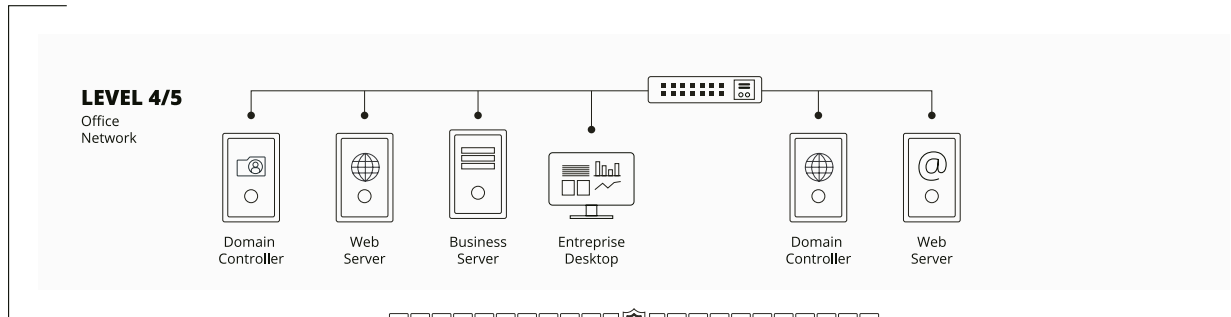 LEVEL 4/5
Office
Network
Domain
Controller
Web
Server
Business
Server
Entreprise
Desktop
Domain
Controller
@
Web
Server